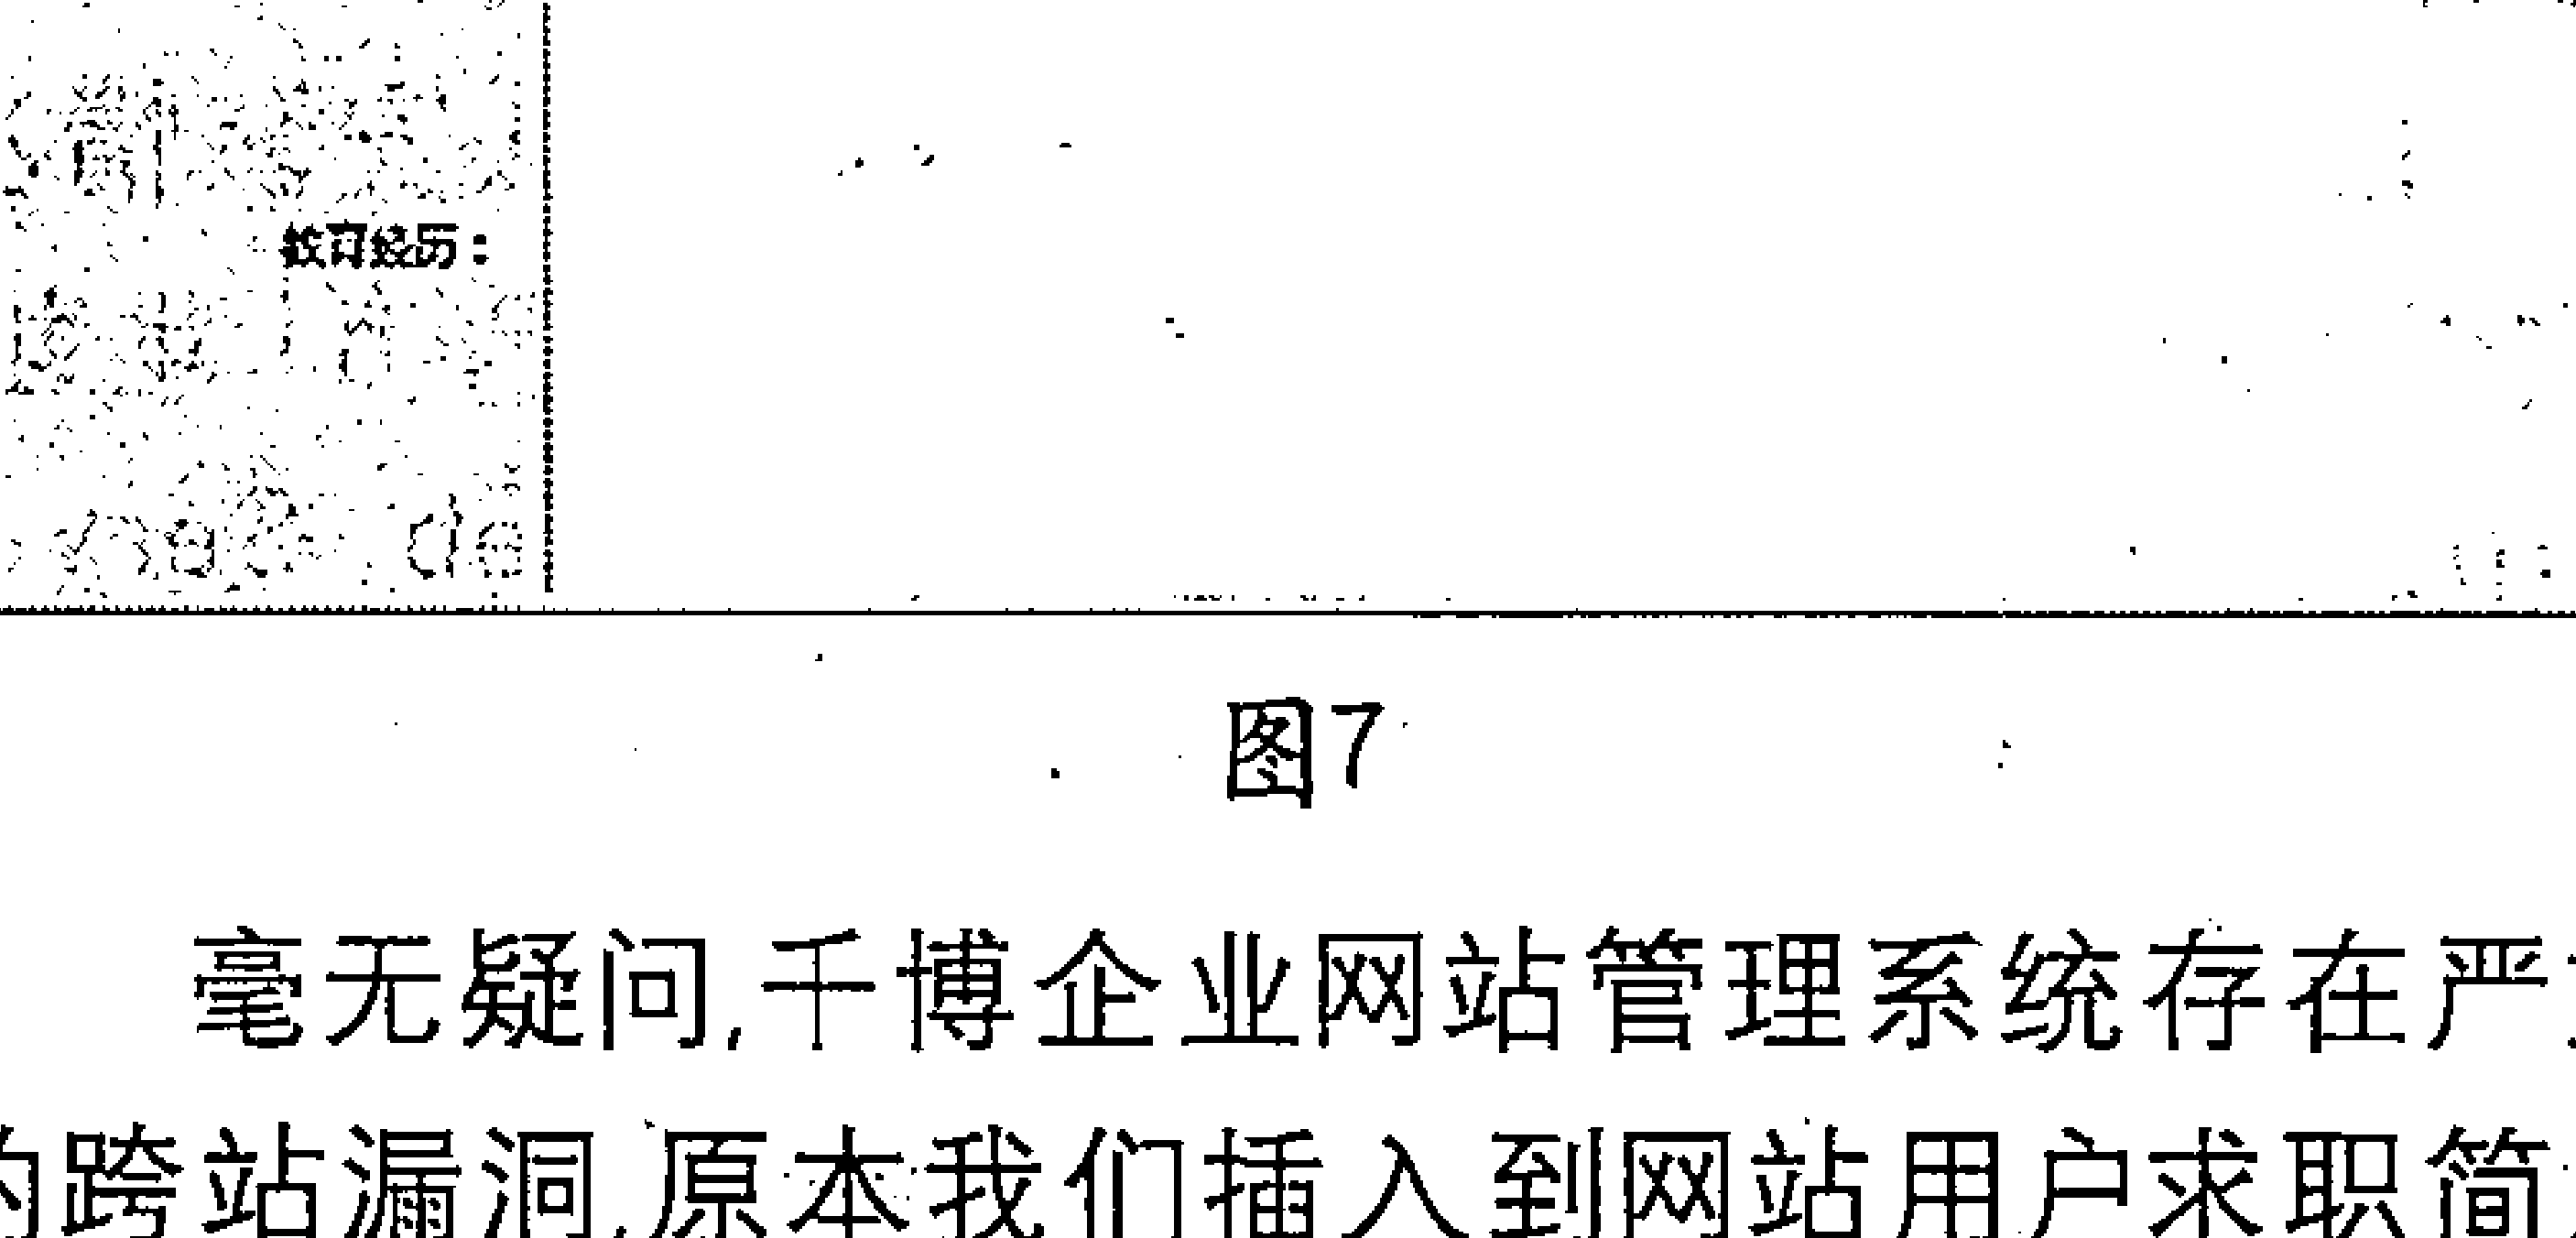 教育经历：
图7
毫无疑问,千博企业网站管理系统存在严
的跨站漏洞,原本我们插入到网站用户求职简